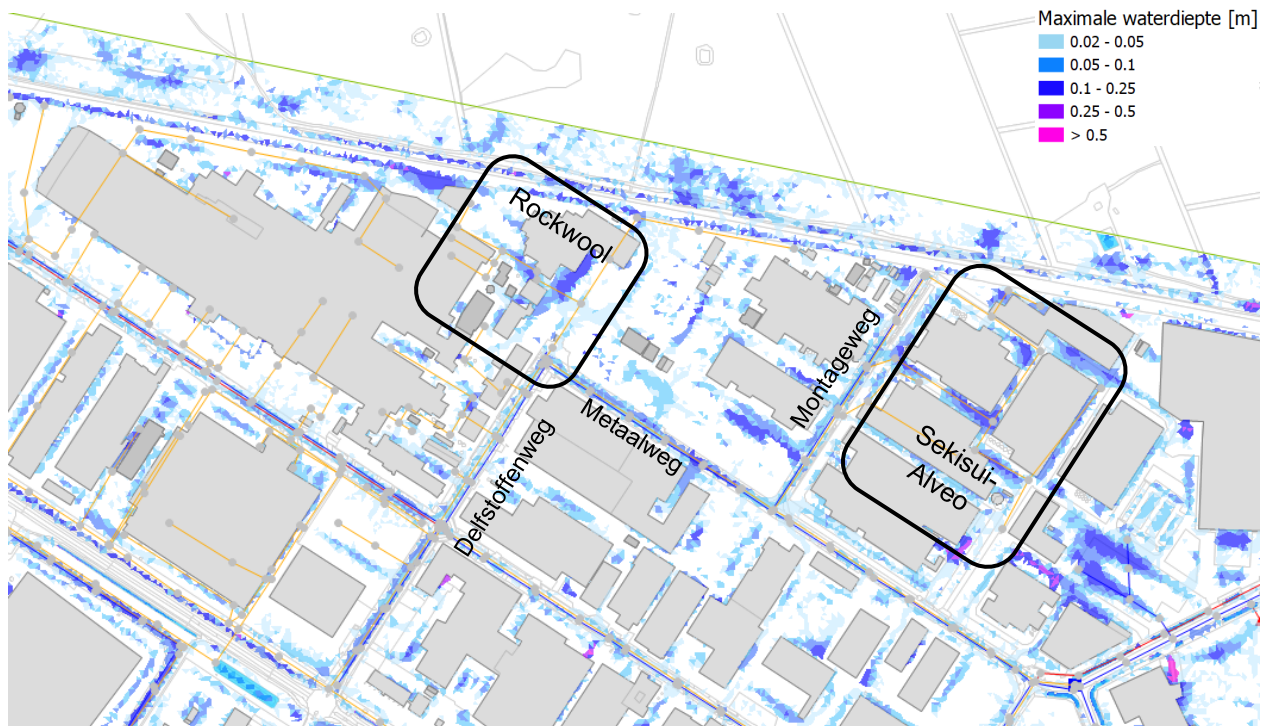 Maximale waterdiepte [m]
0.02 - 0.05
0.05 - 0.1
0.1 - 0.25
0.25 - 0.5
> 0.5
Rockwool
Montageweg
Metaalweg
Delfstoffenweg
Sekisui-
Alveo